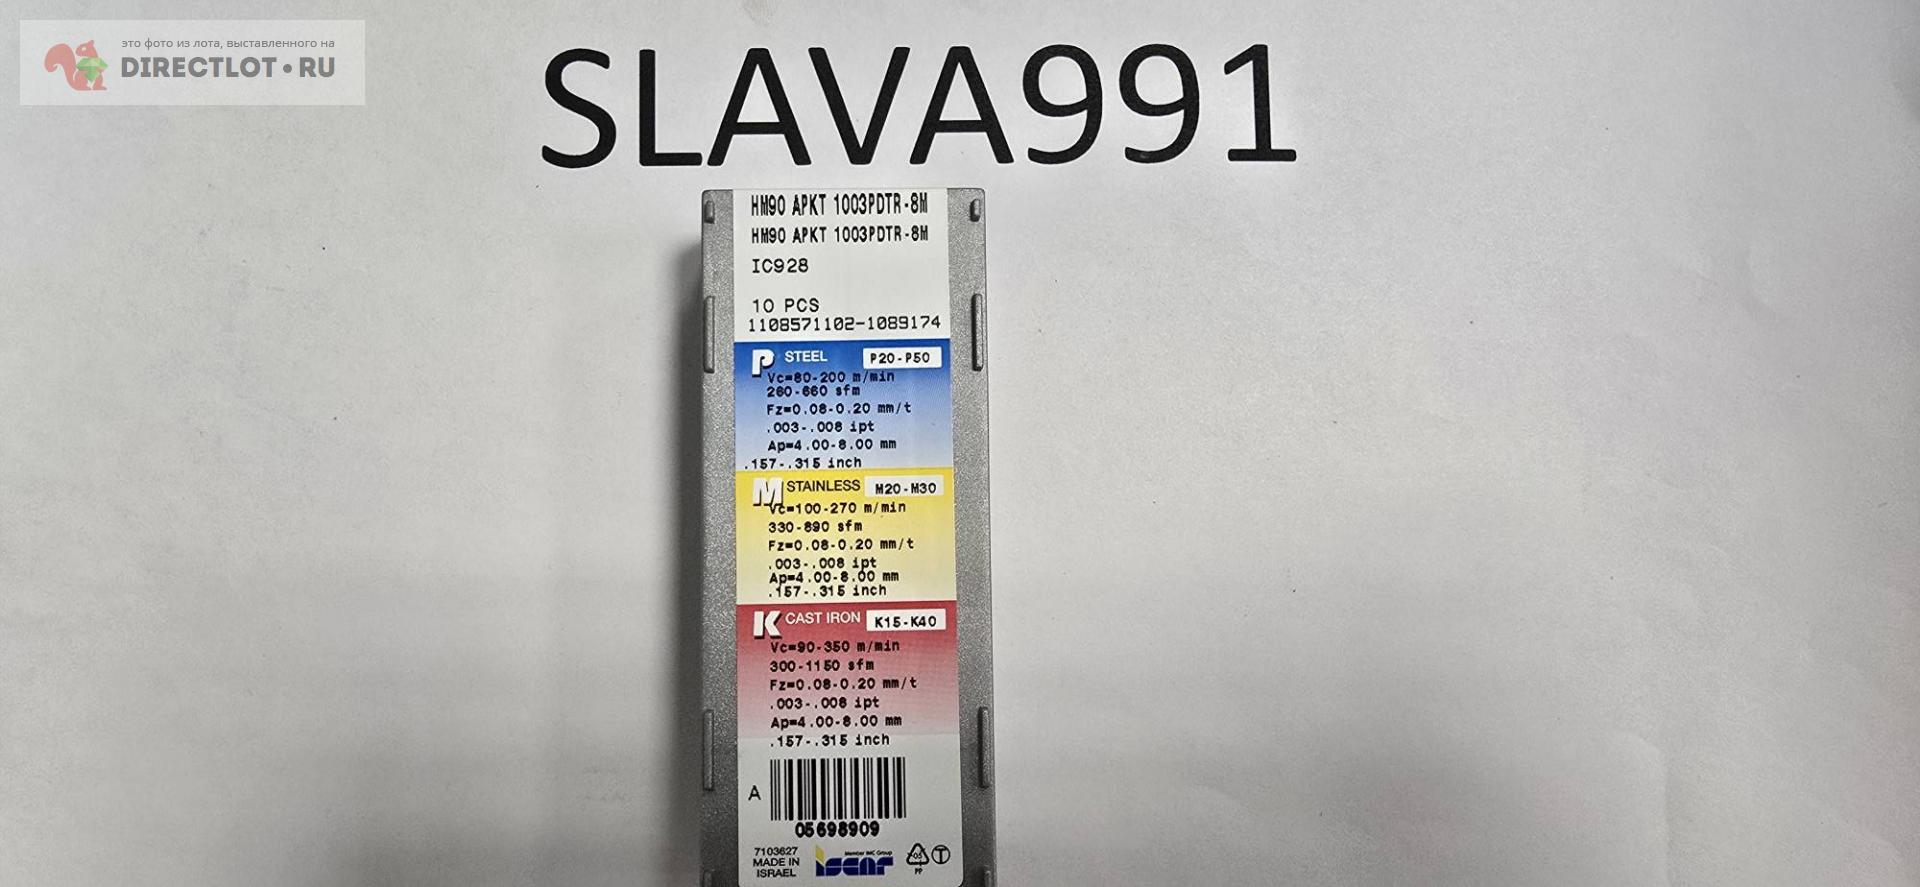 это фото из лота, выставленного на
DIRECTLOT•RU
SLAVA991
HM90 APKT 1003PDTR-8M
HM90 APKT 1003PDTR-8M
IC928
10 PCS
1108571102-1089174
P STEEL P20-P50
Vc=80-200 m/min
260-660 sfm
Fz=0.08-0.20 mm/t
.003-.008 ipt
Ap=4.00-8.00 mm
.157-.315 inch
M STAINLESS M20-M30
Vc=100-270 m/min
330-890 sfm
Fz=0.08-0.20 mm/t
.003-.008 ipt
Ap=4.00-8.00 mm
.157-.315 inch
K CAST IRON K15-K40
Vc=90-350 m/min
300-1150 sfm
Fz=0.08-0.20 mm/t
.003-.008 ipt
Ap=4.00-8.00 mm
.157-.315 inch
A
05698909
7103627
MADE IN
ISRAEL
Member IMC Group
iscar
05
PP
T